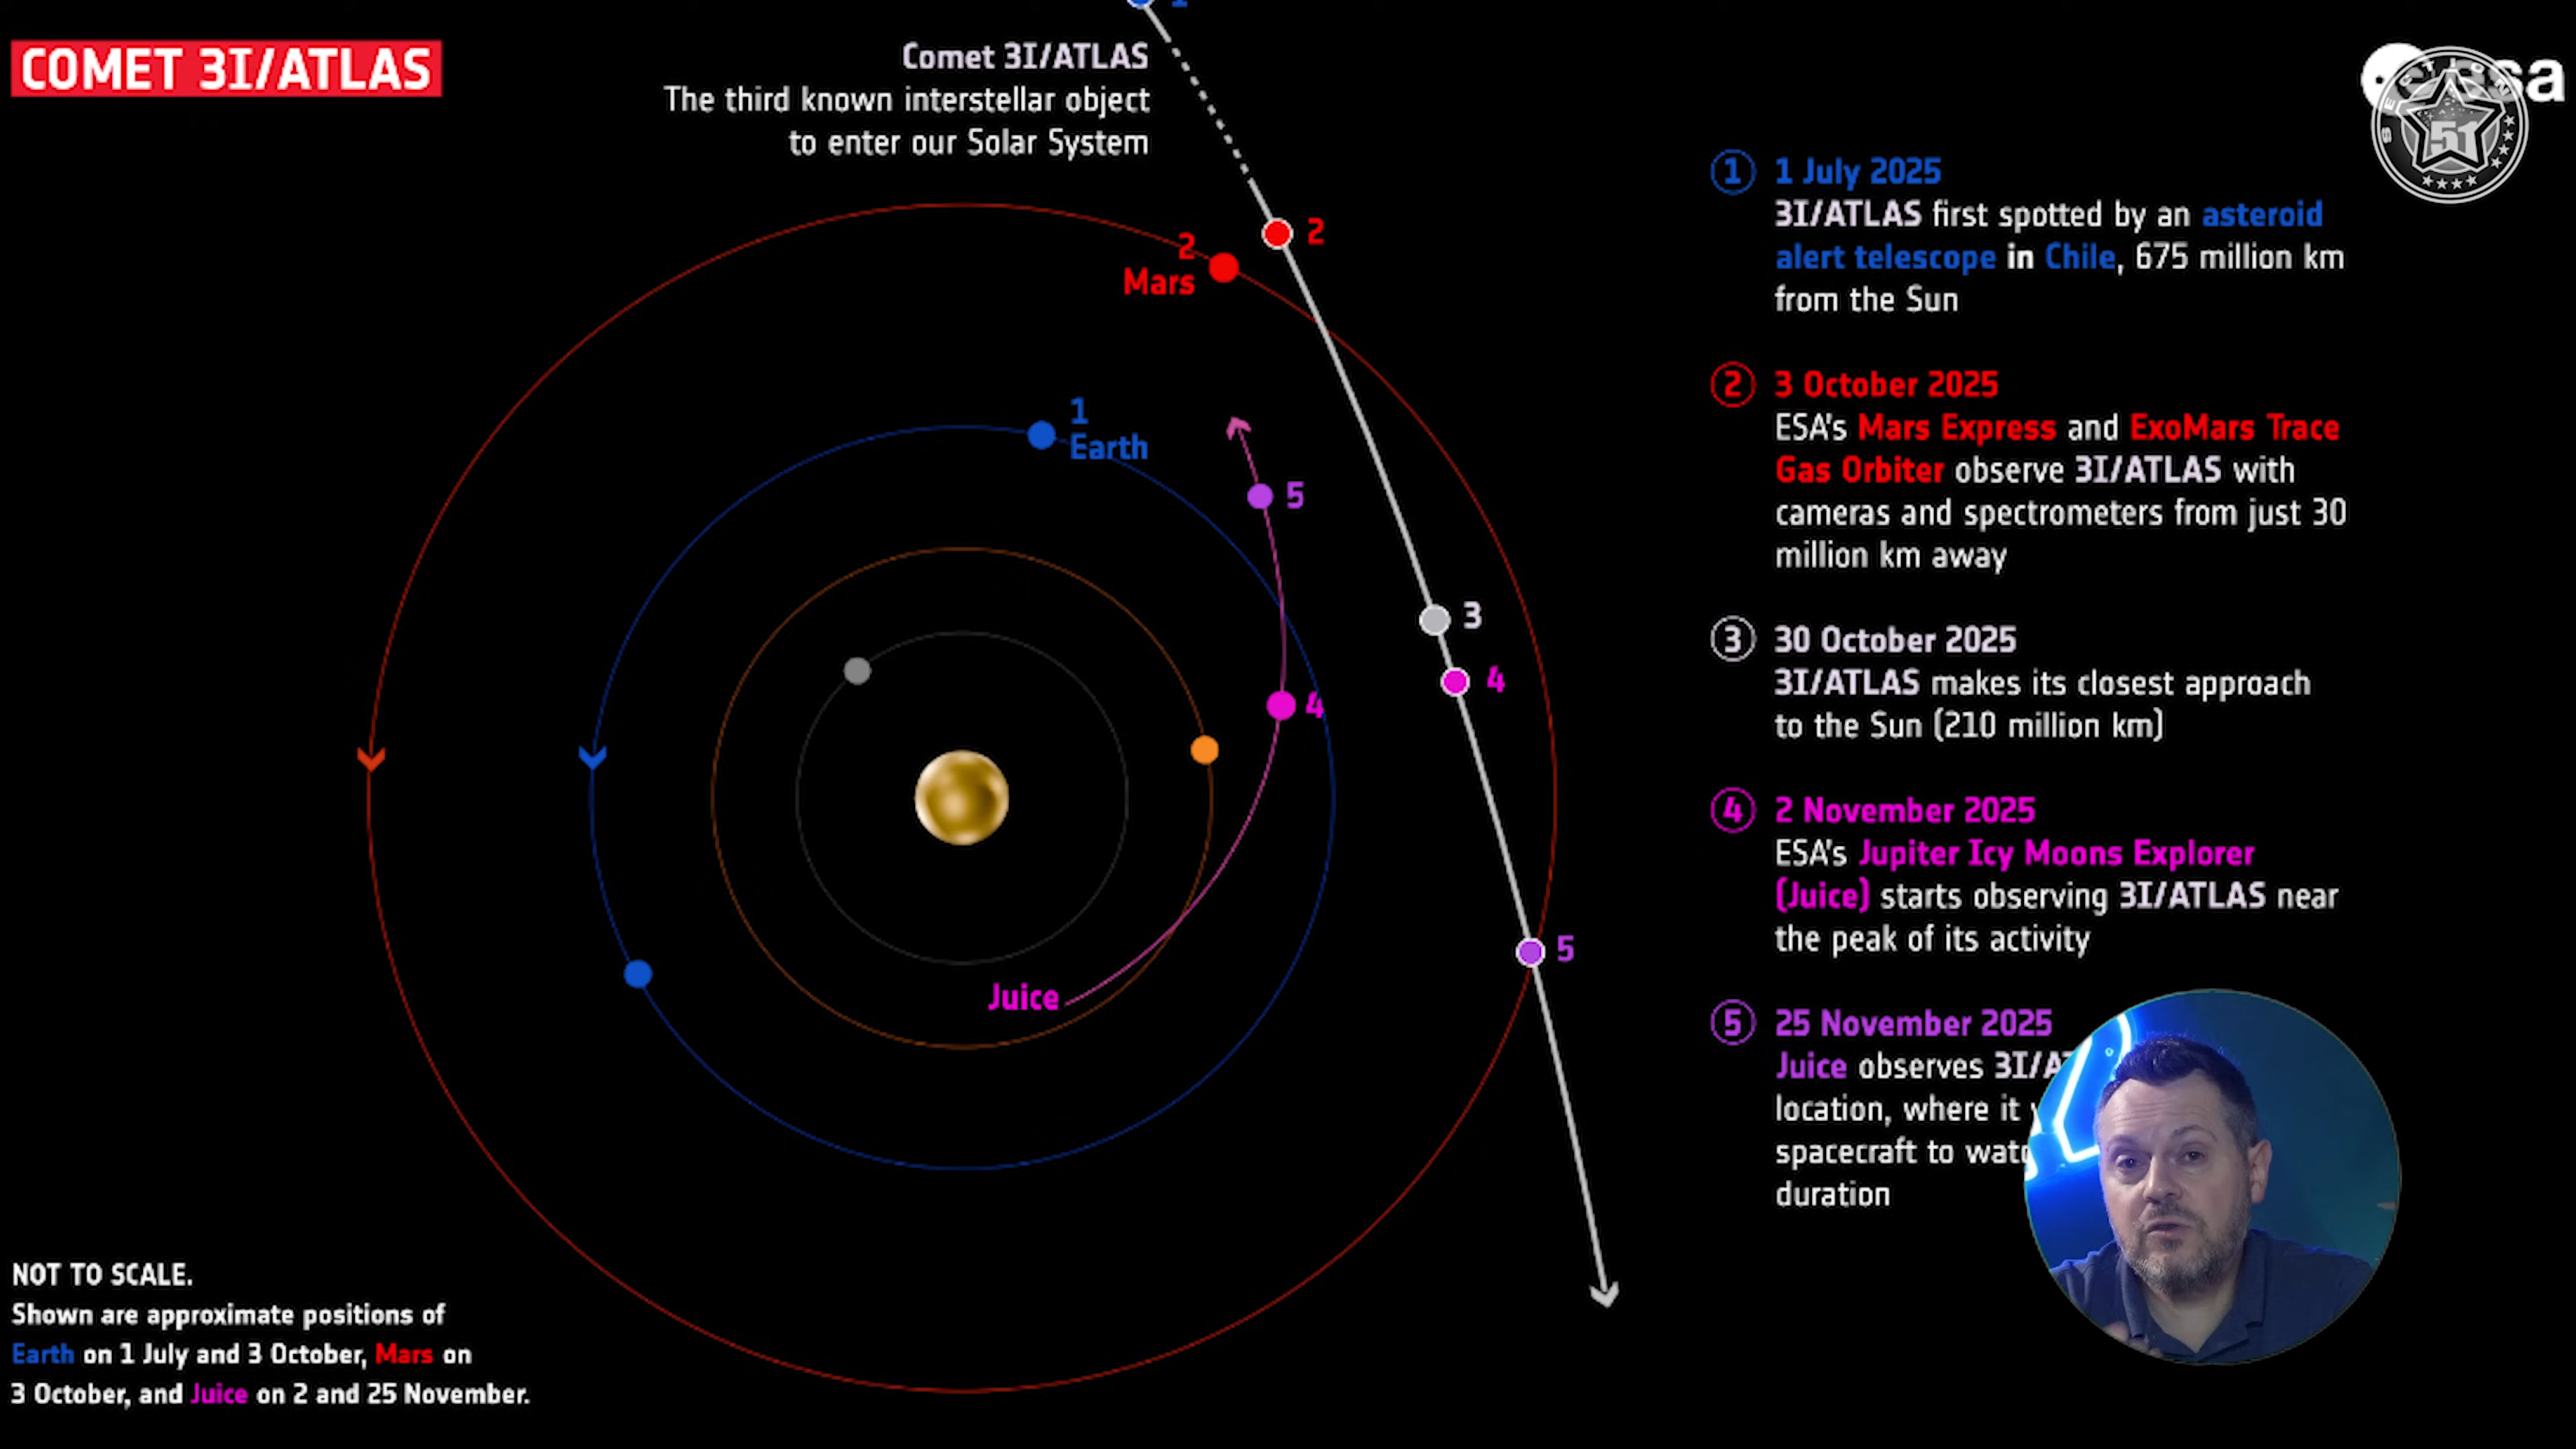 COMET 3I/ATLAS
Comet 3I/ATLAS
The third known interstellar object
to enter our Solar System
1
2
2
Mars
1
Earth
5
3
4
4
5
Juice
NOT TO SCALE.
Shown are approximate positions of
Earth on 1 July and 3 October, Mars on
3 October, and Juice on 2 and 25 November.
esa
SECTION
51
1 1 July 2025
3I/ATLAS first spotted by an asteroid
alert telescope in Chile, 675 million km
from the Sun
2 3 October 2025
ESA's Mars Express and ExoMars Trace
Gas Orbiter observe 3I/ATLAS with
cameras and spectrometers from just 30
million km away
3 30 October 2025
3I/ATLAS makes its closest approach
to the Sun (210 million km)
4 2 November 2025
ESA's Jupiter Icy Moons Explorer
(Juice) starts observing 3I/ATLAS near
the peak of its activity
5 25 November 2025
Juice observes 3I/A
location, where it
spacecraft to
duration